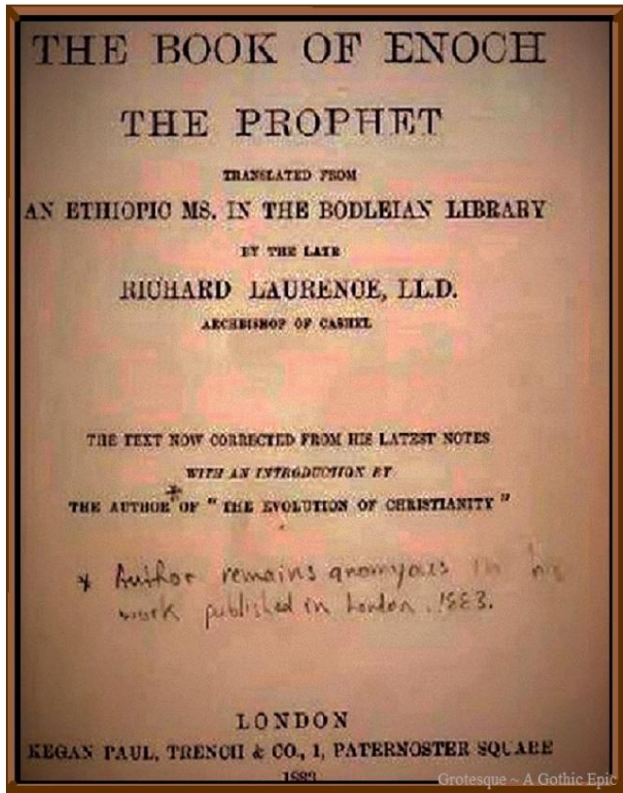 THE BOOK OF ENOCH
THE PROPHET
TRANSLATED FROM
AN ETHIOPIC MS. IN THE BODLEIAN LIBRARY
BY THE LATE
RICHARD LAURENCE, LL.D.
ARCHBISHOP OF CASHEL
THE TEXT NOW CORRECTED FROM HIS LATEST NOTES
WITH AN INTRODUCTION BY
THE AUTHOR* OF "THE EVOLUTION OF CHRISTIANITY"
* Author remains anomyous in his
work published in London. 1883.
LONDON
KEGAN PAUL, TRENCH & CO., 1, PATERNOSTER SQUARE
Grotesque ~ A Gothic Epic